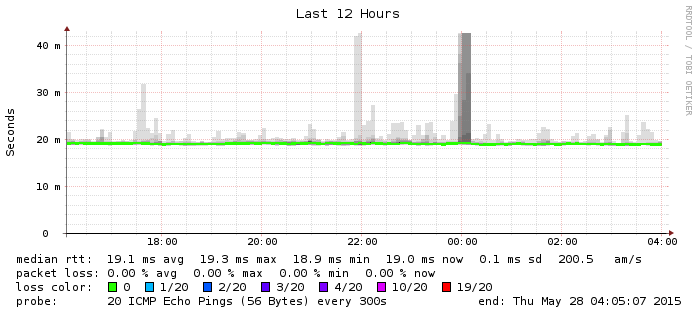 Last 12 Hours
RRDTOOL / TOBI OETIKER
Seconds
40 m
30 m
20 m
10 m
0
18:00 20:00 22:00 00:00 02:00 04:00
median rtt: 19.1 ms avg 19.3 ms max 18.9 ms min 19.0 ms now 0.1 ms sd 200.5 am/s
packet loss: 0.00 % avg 0.00 % max 0.00 % min 0.00 % now
loss color: 0 1/20 2/20 3/20 4/20 10/20 19/20
probe: 20 ICMP Echo Pings (56 Bytes) every 300s end: Thu May 28 04:05:07 2015